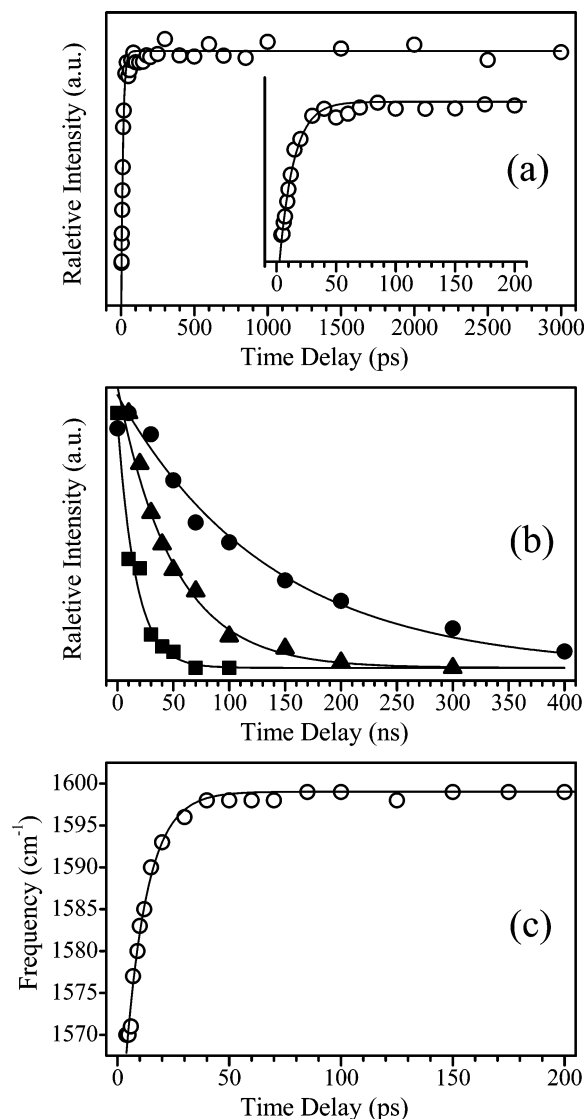 Raletive Intensity (a.u.)
(a)
0 50 100 150 200
0 500 1000 1500 2000 2500 3000
Time Delay (ps)
Raletive Intensity (a.u.)
(b)
0 50 100 150 200 250 300 350 400
Time Delay (ns)
Frequency (cm⁻¹)
1600
1595
1590
1585
1580
1575
1570
(c)
0 50 100 150 200
Time Delay (ps)